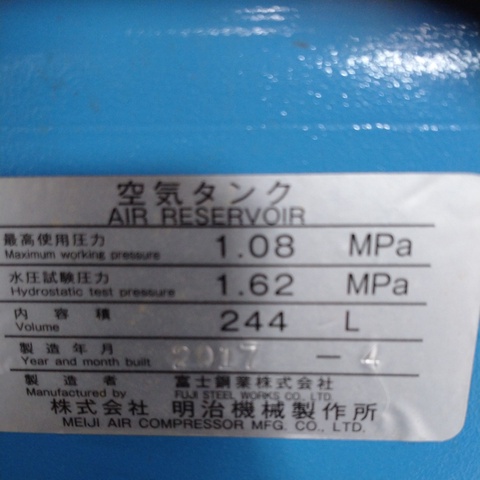 空気タンク
AIR RESERVOIR
最高使用圧力 1.08 MPa
Maximum working pressure
水圧試験圧力 1.62 MPa
Hydrostatic test pressure
内容積 244 L
Volume
製造年月 2017 - 4
Year and month built
製造者 富士鋼業株式会社
Manufactured by FUJI STEEL WORKS CO., LTD.
株式会社 明治機械製作所
MEIJI AIR COMPRESSOR MFG. CO., LTD.